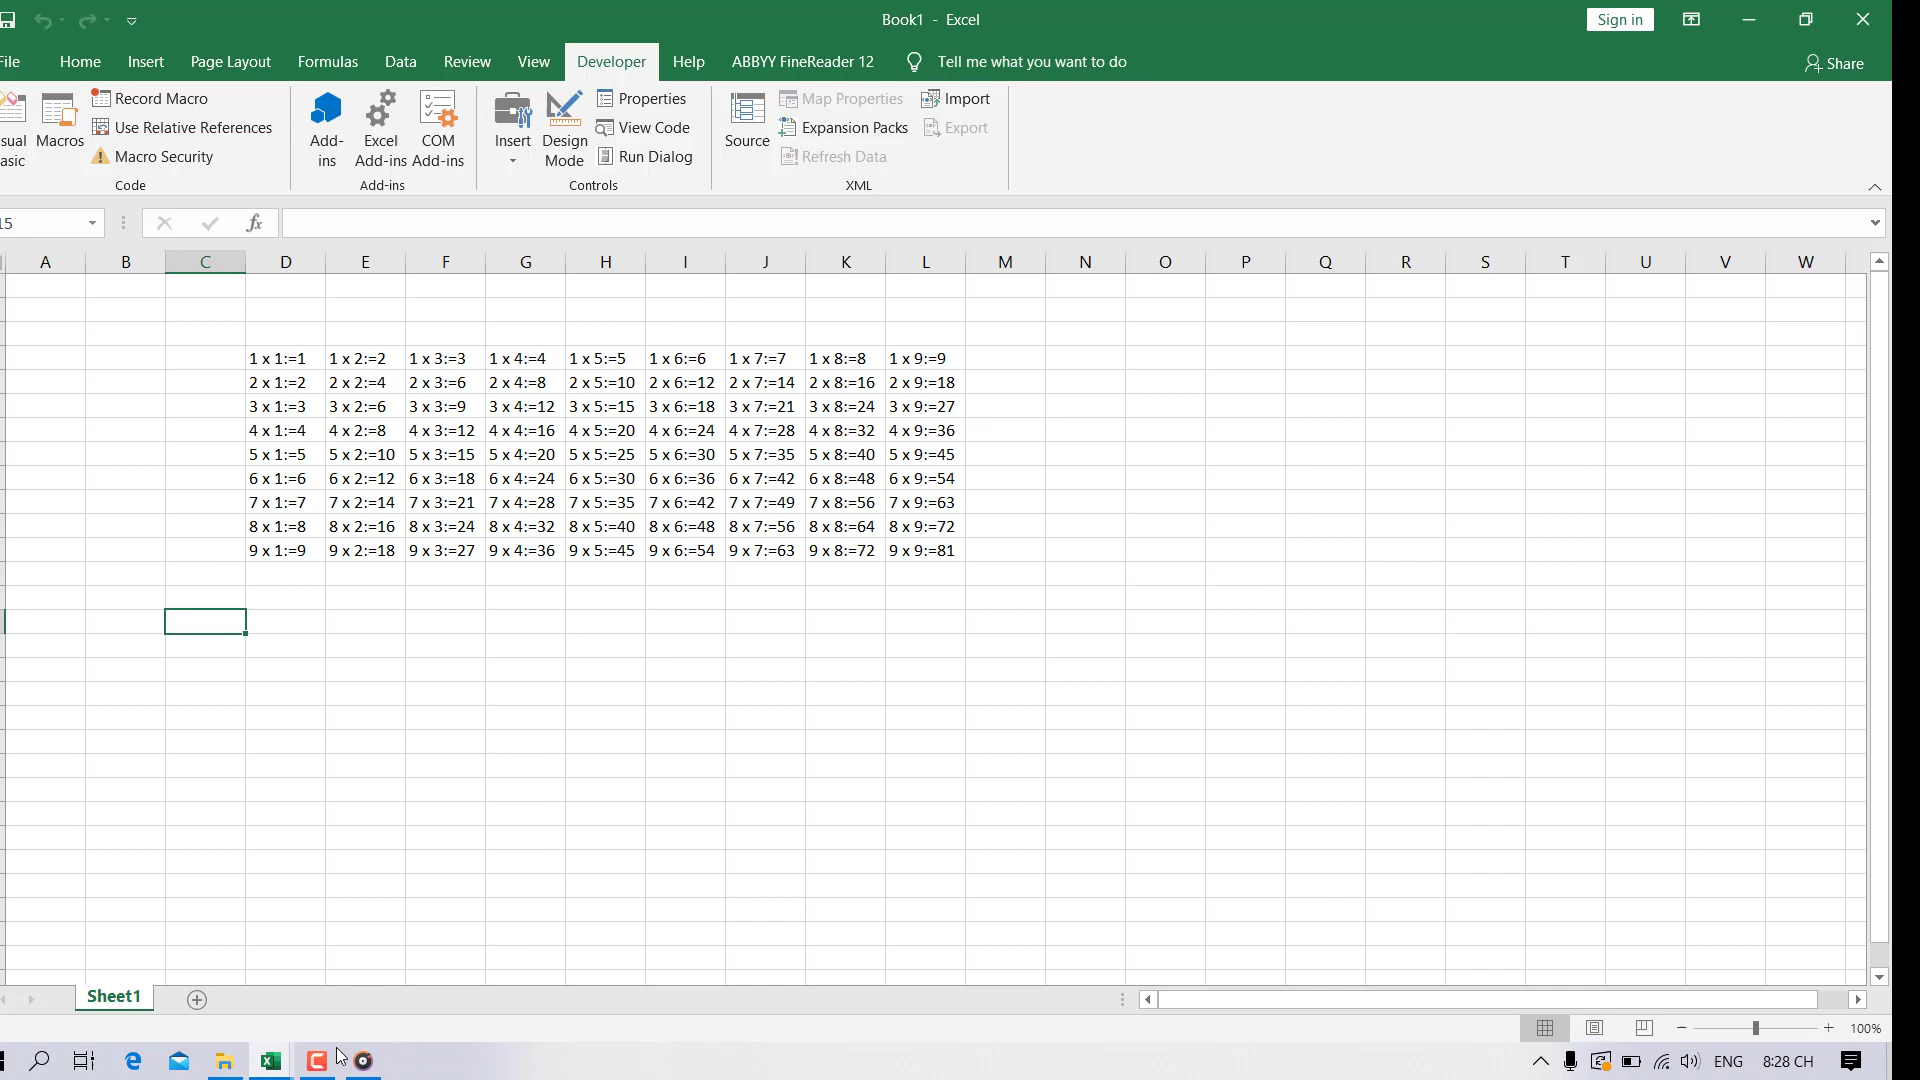 Book1 - Excel
Sign in
File Home Insert Page Layout Formulas Data Review View Developer Help ABBYY FineReader 12 Tell me what you want to do Share
sual
asic
Macros
Record Macro
Use Relative References
Macro Security
Code
Add-
ins
Excel
Add-ins
COM
Add-ins
Add-ins
Insert
Design
Mode
Properties
View Code
Run Dialog
Controls
Source
Map Properties
Expansion Packs
Refresh Data
Import
Export
XML
15
fx
A B C D E F G H I J K L M N O P Q R S T U V W
1 x 1:=1 1 x 2:=2 1 x 3:=3 1 x 4:=4 1 x 5:=5 1 x 6:=6 1 x 7:=7 1 x 8:=8 1 x 9:=9
2 x 1:=2 2 x 2:=4 2 x 3:=6 2 x 4:=8 2 x 5:=10 2 x 6:=12 2 x 7:=14 2 x 8:=16 2 x 9:=18
3 x 1:=3 3 x 2:=6 3 x 3:=9 3 x 4:=12 3 x 5:=15 3 x 6:=18 3 x 7:=21 3 x 8:=24 3 x 9:=27
4 x 1:=4 4 x 2:=8 4 x 3:=12 4 x 4:=16 4 x 5:=20 4 x 6:=24 4 x 7:=28 4 x 8:=32 4 x 9:=36
5 x 1:=5 5 x 2:=10 5 x 3:=15 5 x 4:=20 5 x 5:=25 5 x 6:=30 5 x 7:=35 5 x 8:=40 5 x 9:=45
6 x 1:=6 6 x 2:=12 6 x 3:=18 6 x 4:=24 6 x 5:=30 6 x 6:=36 6 x 7:=42 6 x 8:=48 6 x 9:=54
7 x 1:=7 7 x 2:=14 7 x 3:=21 7 x 4:=28 7 x 5:=35 7 x 6:=42 7 x 7:=49 7 x 8:=56 7 x 9:=63
8 x 1:=8 8 x 2:=16 8 x 3:=24 8 x 4:=32 8 x 5:=40 8 x 6:=48 8 x 7:=56 8 x 8:=64 8 x 9:=72
9 x 1:=9 9 x 2:=18 9 x 3:=27 9 x 4:=36 9 x 5:=45 9 x 6:=54 9 x 7:=63 9 x 8:=72 9 x 9:=81
Sheet1
100%
ENG 8:28 CH